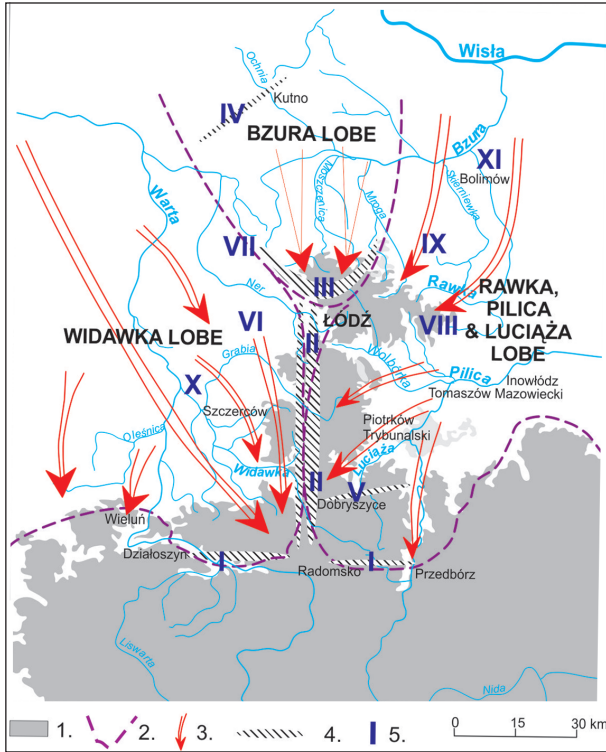 Wisła
Ochnia
Kutno
IV
BZURA LOBE
Bzura
XI
Bolimów
Skierniewka
Moszczenica
Mroga
Warta
VII
IX
Ner
III
Rawka
RAWKA,
PILICA
& LUCIĄŻA
LOBE
ŁÓDŹ
VIII
WIDAWKA LOBE
VI
II
Wolbórka
Grabia
Pilica
Inowłódz
Tomaszów Mazowiecki
X
Szczerców
Piotrków
Trybunalski
Oleśnica
Widawka
Luciąża
II
V
Dobryszyce
Wieluń
Działoszyn
I
Radomsko
I
Przedbórz
Liswarta
Nida
1. 2. 3. 4. I 5. 0 15 30 km